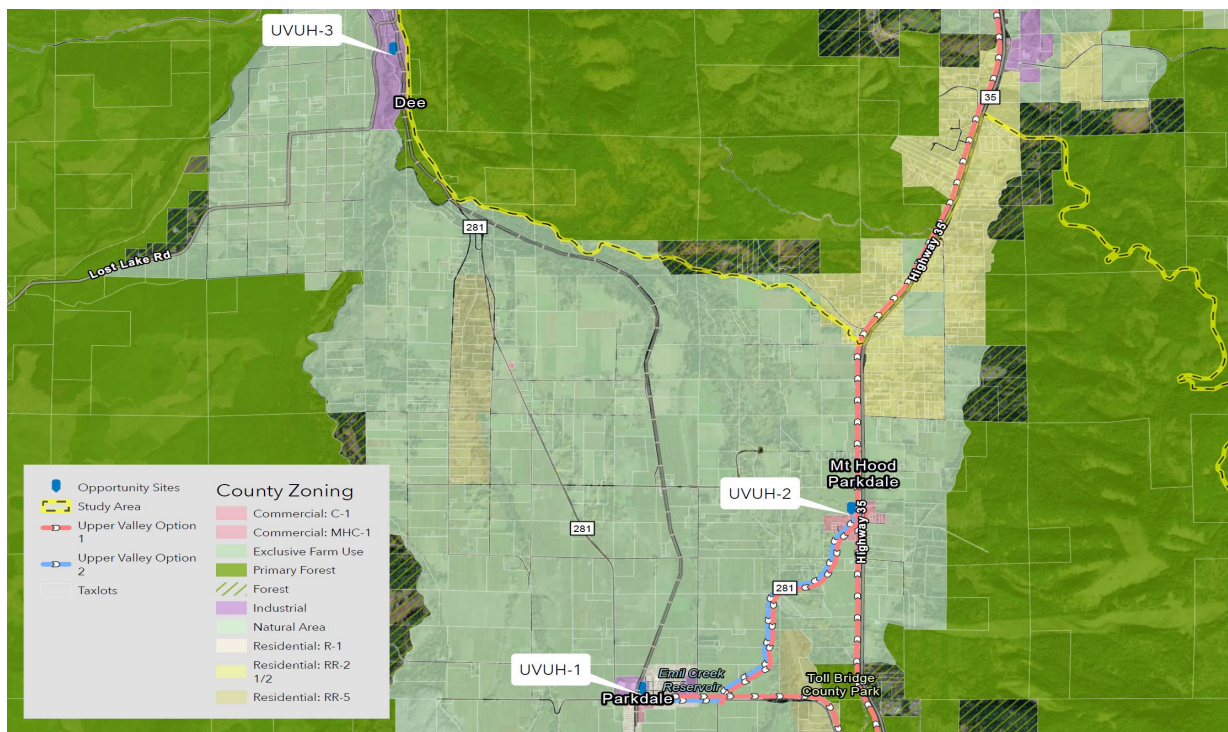 UVUH-3
Dee
35
281
Lost Lake Rd
Highway 35
Mt Hood
Parkdale
UVUH-2
Highway 35
281
281
UVUH-1
Parkdale
Emil Creek
Reservoir
Toll Bridge
County Park
Opportunity Sites
Study Area
Upper Valley Option
1
Upper Valley Option
2
Taxlots
County Zoning
Commercial: C-1
Commercial: MHC-1
Exclusive Farm Use
Primary Forest
Forest
Industrial
Natural Area
Residential: R-1
Residential: RR-2
1/2
Residential: RR-5